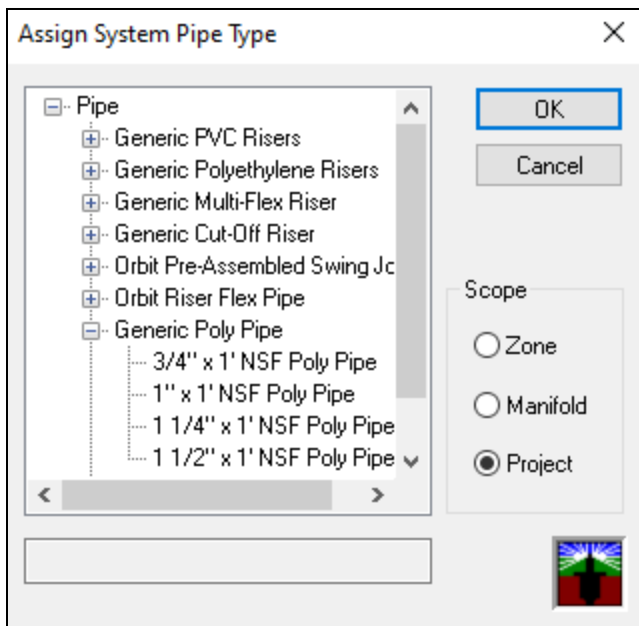 Assign System Pipe Type
Pipe
Generic PVC Risers
Generic Polyethylene Risers
Generic Multi-Flex Riser
Generic Cut-Off Riser
Orbit Pre-Assembled Swing Jc
Orbit Riser Flex Pipe
Generic Poly Pipe
3/4" x 1' NSF Poly Pipe
1" x 1' NSF Poly Pipe
1 1/4" x 1' NSF Poly Pipe
1 1/2" x 1' NSF Poly Pipe
OK
Cancel
Scope
Zone
Manifold
Project